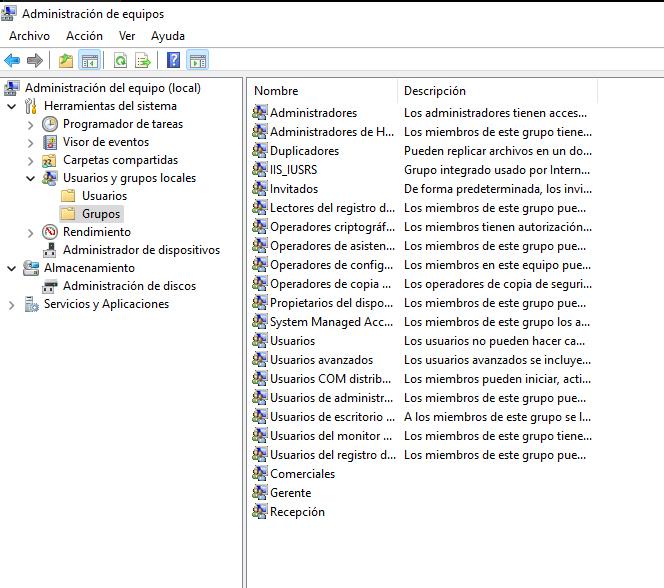 Administración de equipos
Archivo Acción Ver Ayuda
Administración del equipo (local)
Herramientas del sistema
Programador de tareas
Visor de eventos
Carpetas compartidas
Usuarios y grupos locales
Usuarios
Grupos
Rendimiento
Administrador de dispositivos
Almacenamiento
Administración de discos
Servicios y Aplicaciones
Nombre Descripción
Administradores Los administradores tienen acces...
Administradores de H... Los miembros de este grupo tiene...
Duplicadores Pueden replicar archivos en un do...
IIS_IUSRS Grupo integrado usado por Intern...
Invitados De forma predeterminada, los invi...
Lectores del registro d... Los miembros de este grupo pue...
Operadores criptográf... Los miembros tienen autorización...
Operadores de asisten... Los miembros de este grupo pue...
Operadores de config... Los miembros en este equipo pue...
Operadores de copia ... Los operadores de copia de seguri...
Propietarios del dispo... Los miembros de este grupo pue...
System Managed Acc... Los miembros de este grupo los a...
Usuarios Los usuarios no pueden hacer ca...
Usuarios avanzados Los usuarios avanzados se incluye...
Usuarios COM distrib... Los miembros pueden iniciar, acti...
Usuarios de administr... Los miembros de este grupo pue...
Usuarios de escritorio ... A los miembros de este grupo se l...
Usuarios del monitor ... Los miembros de este grupo tiene...
Usuarios del registro d... Los miembros de este grupo pue...
Comerciales
Gerente
Recepción